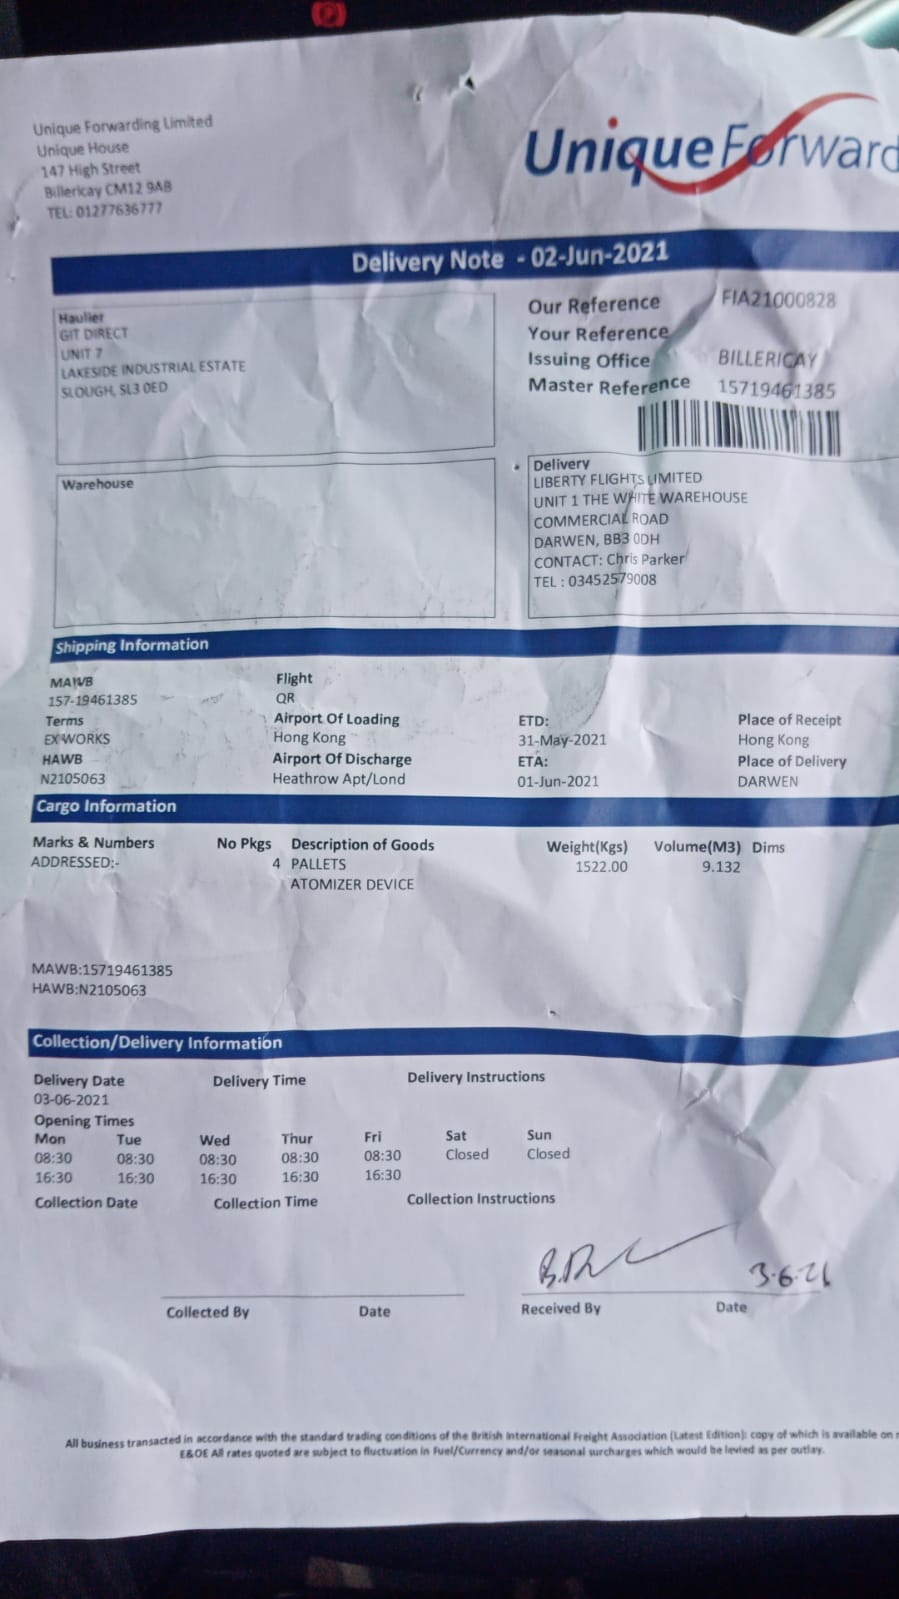 Unique Forwarding Limited
Unique House
147 High Street
Billericay CM12 9AB
TEL: 01277636777
UniqueForward
Delivery Note - 02-Jun-2021
Haulier
GIT DIRECT
UNIT 7
LAKESIDE INDUSTRIAL ESTATE
SLOUGH, SL3 0ED
Our Reference FIA21000828
Your Reference
Issuing Office BILLERICAY
Master Reference 15719461385
Warehouse
Delivery
LIBERTY FLIGHTS LIMITED
UNIT 1 THE WHITE WAREHOUSE
COMMERCIAL ROAD
DARWEN, BB3 0DH
CONTACT: Chris Parker
TEL : 03452579008
Shipping Information
MAWB Flight
157-19461385 QR
Terms Airport Of Loading ETD: Place of Receipt
EX WORKS Hong Kong 31-May-2021 Hong Kong
HAWB Airport Of Discharge ETA: Place of Delivery
N2105063 Heathrow Apt/Lond 01-Jun-2021 DARWEN
Cargo Information
Marks & Numbers No Pkgs Description of Goods Weight(Kgs) Volume(M3) Dims
ADDRESSED:- 4 PALLETS 1522.00 9.132
ATOMIZER DEVICE
MAWB:15719461385
HAWB:N2105063
Collection/Delivery Information
Delivery Date Delivery Time Delivery Instructions
03-06-2021
Opening Times
Mon Tue Wed Thur Fri Sat Sun
08:30 08:30 08:30 08:30 08:30 Closed Closed
16:30 16:30 16:30 16:30 16:30
Collection Date Collection Time Collection Instructions
3.6.21
Collected By Date Received By Date
All business transacted in accordance with the standard trading conditions of the British International Freight Association (Latest Edition): copy of which is available on
E&OE All rates quoted are subject to fluctuation in Fuel/Currency and/or seasonal surcharges which would be levied as per outlay.